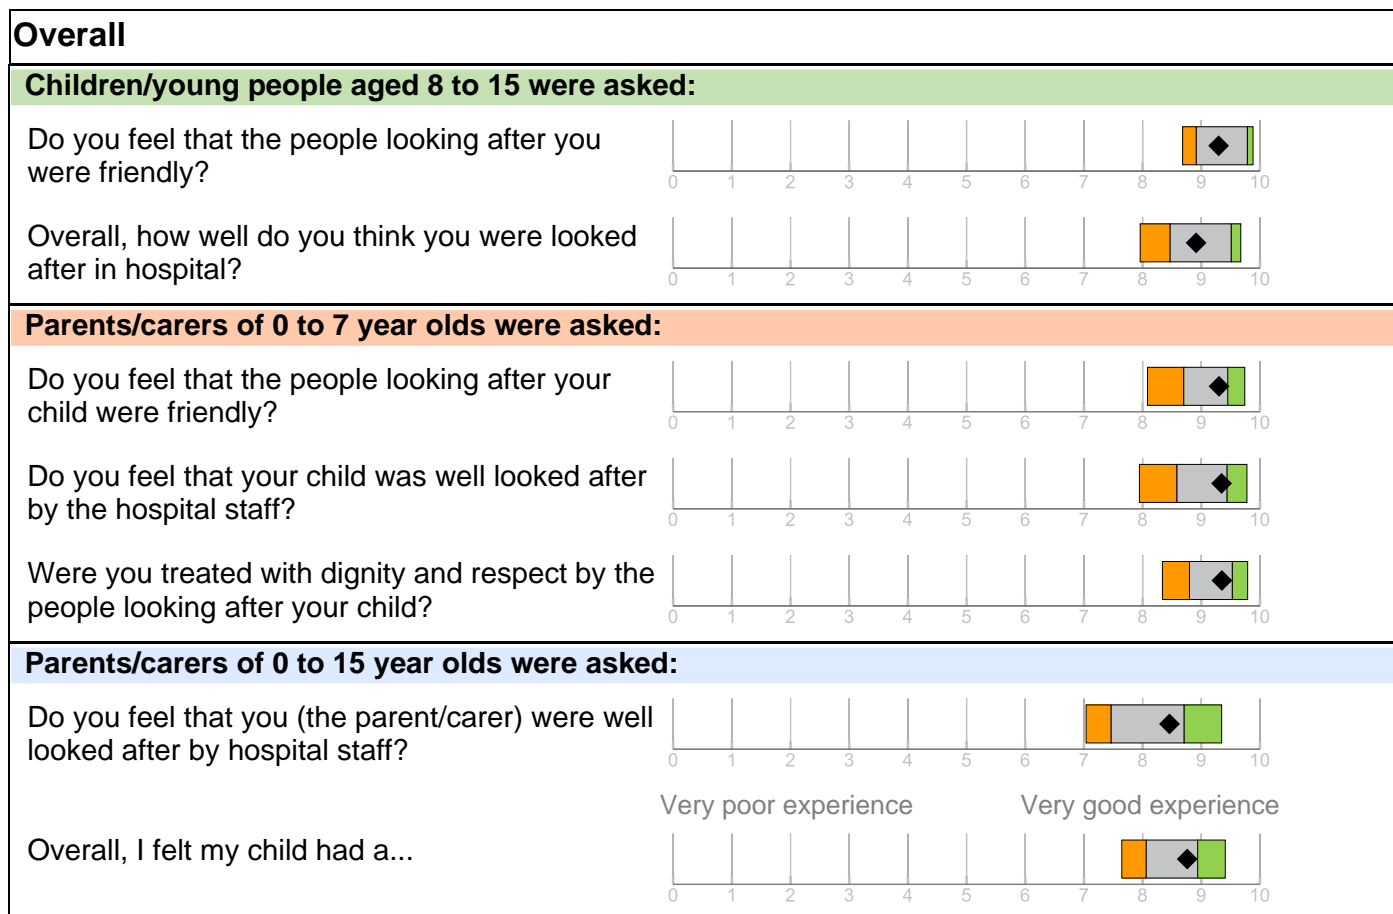 Overall
Children/young people aged 8 to 15 were asked:
Do you feel that the people looking after you
were friendly?
0 1 2 3 4 5 6 7 8 9 10
Overall, how well do you think you were looked
after in hospital?
0 1 2 3 4 5 6 7 8 9 10
Parents/carers of 0 to 7 year olds were asked:
Do you feel that the people looking after your
child were friendly?
0 1 2 3 4 5 6 7 8 9 10
Do you feel that your child was well looked after
by the hospital staff?
0 1 2 3 4 5 6 7 8 9 10
Were you treated with dignity and respect by the
people looking after your child?
0 1 2 3 4 5 6 7 8 9 10
Parents/carers of 0 to 15 year olds were asked:
Do you feel that you (the parent/carer) were well
looked after by hospital staff?
0 1 2 3 4 5 6 7 8 9 10
Very poor experience Very good experience
Overall, I felt my child had a...
0 1 2 3 4 5 6 7 8 9 10